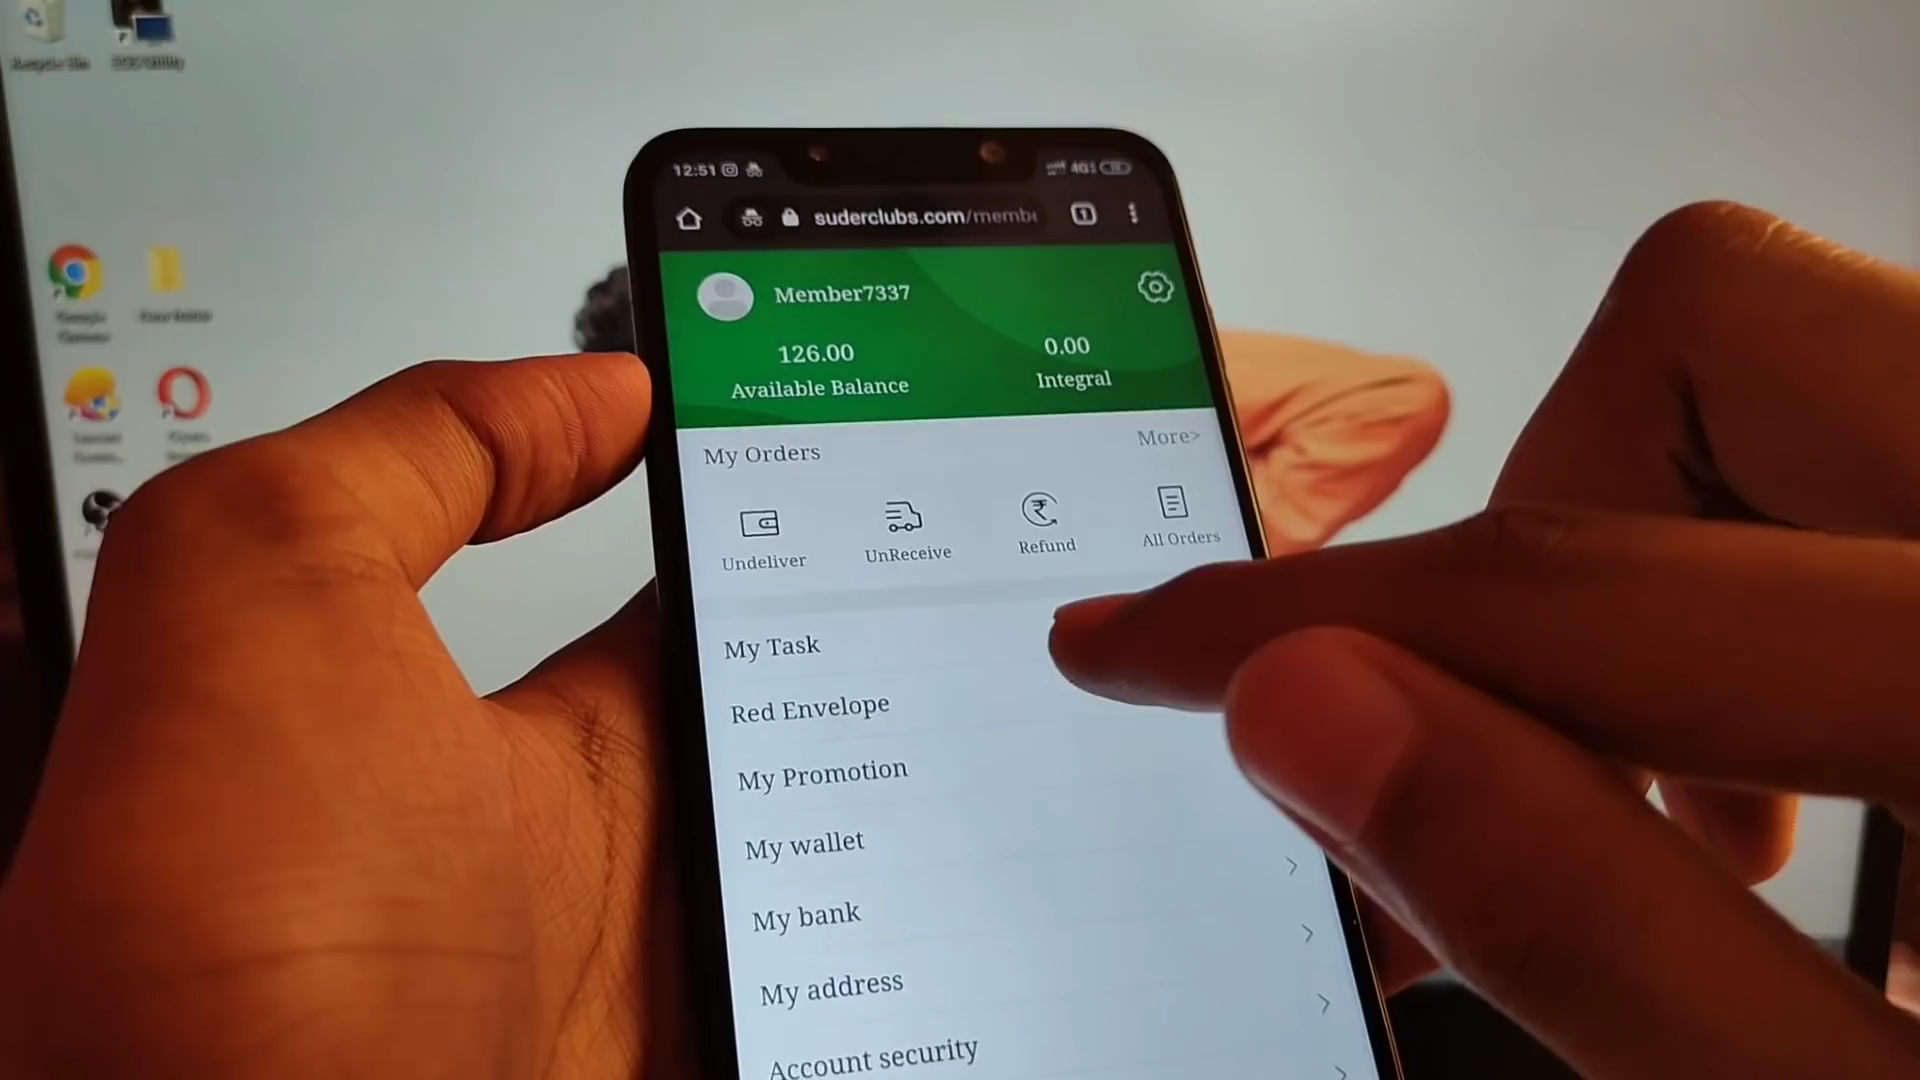 12:51
4G
suderclubs.com/memb
1
Member7337
126.00
0.00
Available Balance
Integral
My Orders
More>
Undeliver
UnReceive
Refund
All Orders
My Task
Red Envelope
My Promotion
My wallet
My bank
My address
Account security